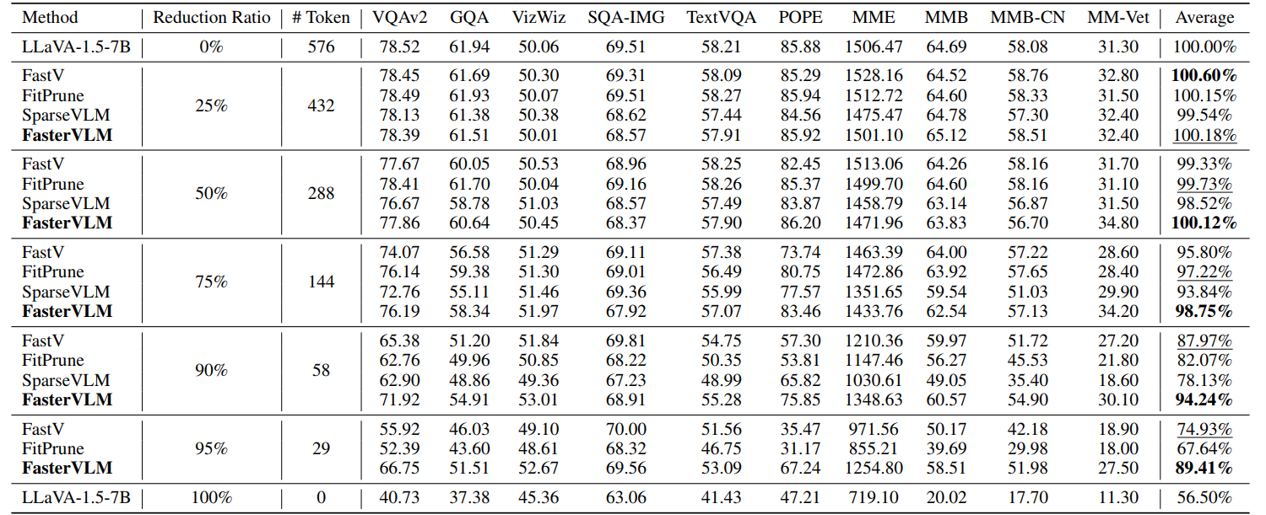 Method Reduction Ratio # Token VQAv2 GQA VizWiz SQA-IMG TextVQA POPE MME MMB MMB-CN MM-Vet Average
LLaVA-1.5-7B 0% 576 78.52 61.94 50.06 69.51 58.21 85.88 1506.47 64.69 58.08 31.30 100.00%
FastV 78.45 61.69 50.30 69.31 58.09 85.29 1528.16 64.52 58.76 32.80 100.60%
FitPrune 78.49 61.93 50.07 69.51 58.27 85.94 1512.72 64.60 58.33 31.50 100.15%
25% 432
SparseVLM 78.13 61.38 50.38 68.62 57.44 84.56 1475.47 64.78 57.30 32.40 99.54%
FasterVLM 78.39 61.51 50.01 68.57 57.91 85.92 1501.10 65.12 58.51 32.40 100.18%
FastV 77.67 60.05 50.53 68.96 58.25 82.45 1513.06 64.26 58.16 31.70 99.33%
FitPrune 78.41 61.70 50.04 69.16 58.26 85.37 1499.70 64.60 58.16 31.10 99.73%
50% 288
SparseVLM 76.67 58.78 51.03 68.57 57.49 83.87 1458.79 63.14 56.87 31.50 98.52%
FasterVLM 77.86 60.64 50.45 68.37 57.90 86.20 1471.96 63.83 56.70 34.80 100.12%
FastV 74.07 56.58 51.29 69.11 57.38 73.74 1463.39 64.00 57.22 28.60 95.80%
FitPrune 76.14 59.38 51.30 69.01 56.49 80.75 1472.86 63.92 57.65 28.40 97.22%
75% 144
SparseVLM 72.76 55.11 51.46 69.36 55.99 77.57 1351.65 59.54 51.03 29.90 93.84%
FasterVLM 76.19 58.34 51.97 67.92 57.07 83.46 1433.76 62.54 57.13 34.20 98.75%
FastV 65.38 51.20 51.84 69.81 54.75 57.30 1210.36 59.97 51.72 27.20 87.97%
FitPrune 62.76 49.96 50.85 68.22 50.35 53.81 1147.46 56.27 45.53 21.80 82.07%
90% 58
SparseVLM 62.90 48.86 49.36 67.23 48.99 65.82 1030.61 49.05 35.40 18.60 78.13%
FasterVLM 71.92 54.91 53.01 68.91 55.28 75.85 1348.63 60.57 54.90 30.10 94.24%
FastV 55.92 46.03 49.10 70.00 51.56 35.47 971.56 50.17 42.18 18.90 74.93%
FitPrune 95% 29 52.39 43.60 48.61 68.32 46.75 31.17 855.21 39.69 29.98 18.00 67.64%
FasterVLM 66.75 51.51 52.67 69.56 53.09 67.24 1254.80 58.51 51.98 27.50 89.41%
LLaVA-1.5-7B 100% 0 40.73 37.38 45.36 63.06 41.43 47.21 719.10 20.02 17.70 11.30 56.50%